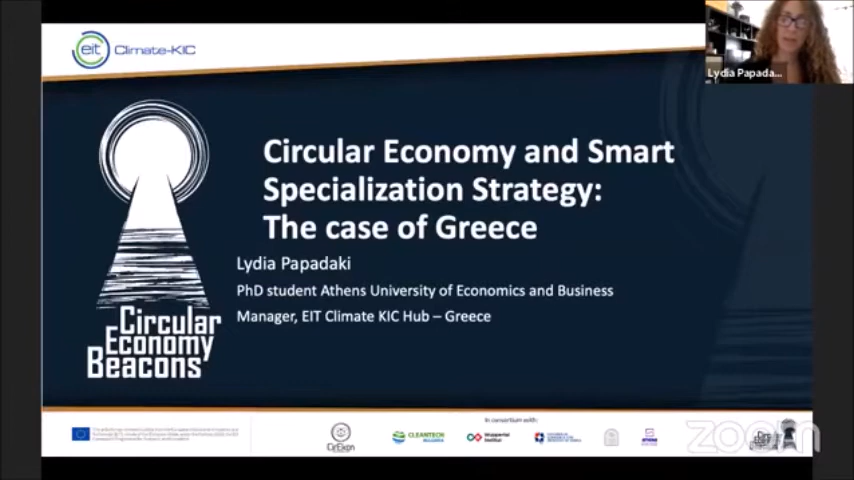 eit Climate-KIC
Lydia Papada...
Circular Economy and Smart
Specialization Strategy:
The case of Greece
Lydia Papadaki
PhD student Athens University of Economics and Business
Manager, EIT Climate KIC Hub – Greece
Circular
Economy
Beacons
In consortium with:
CirEkon
CLEANTECH
BULGARIA
Wuppertal
Institut
zoom